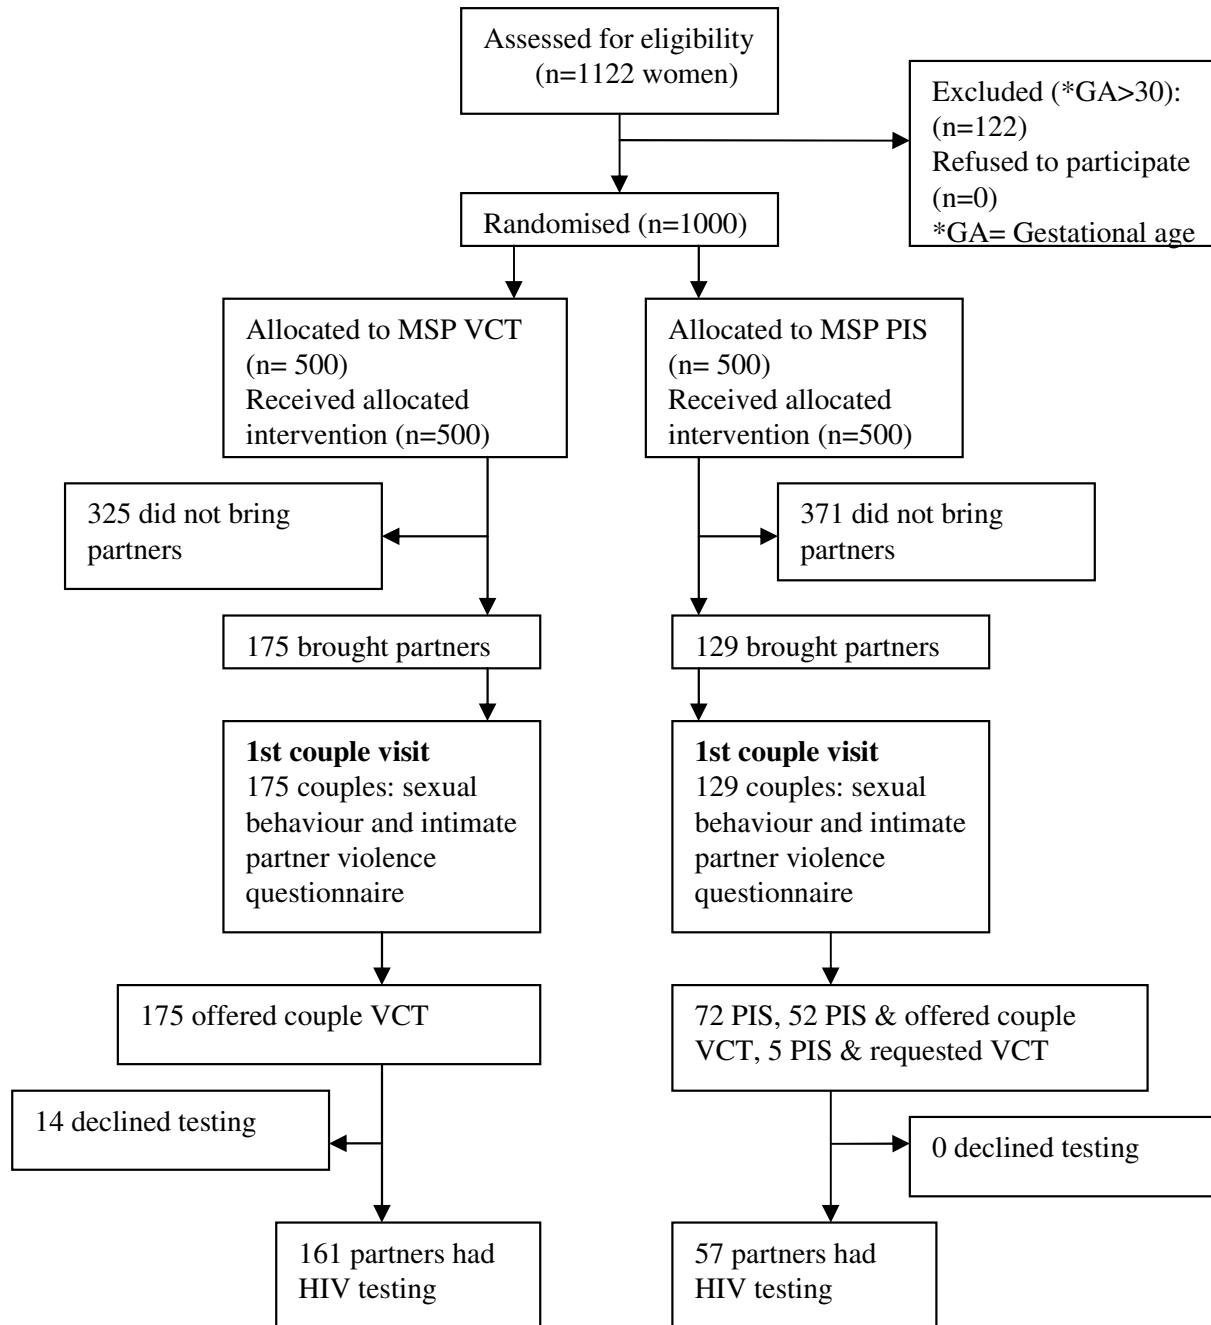 Assessed for eligibility
(n=1122 women)
Excluded (*GA>30):
(n=122)
Refused to participate
(n=0)
*GA= Gestational age
Randomised (n=1000)
Allocated to MSP VCT
(n= 500)
Received allocated
intervention (n=500)
Allocated to MSP PIS
(n= 500)
Received allocated
intervention (n=500)
325 did not bring
partners
371 did not bring
partners
175 brought partners
129 brought partners
1st couple visit
175 couples: sexual
behaviour and intimate
partner violence
questionnaire
1st couple visit
129 couples: sexual
behaviour and intimate
partner violence
questionnaire
175 offered couple VCT
72 PIS, 52 PIS & offered couple
VCT, 5 PIS & requested VCT
14 declined testing
0 declined testing
161 partners had
HIV testing
57 partners had
HIV testing